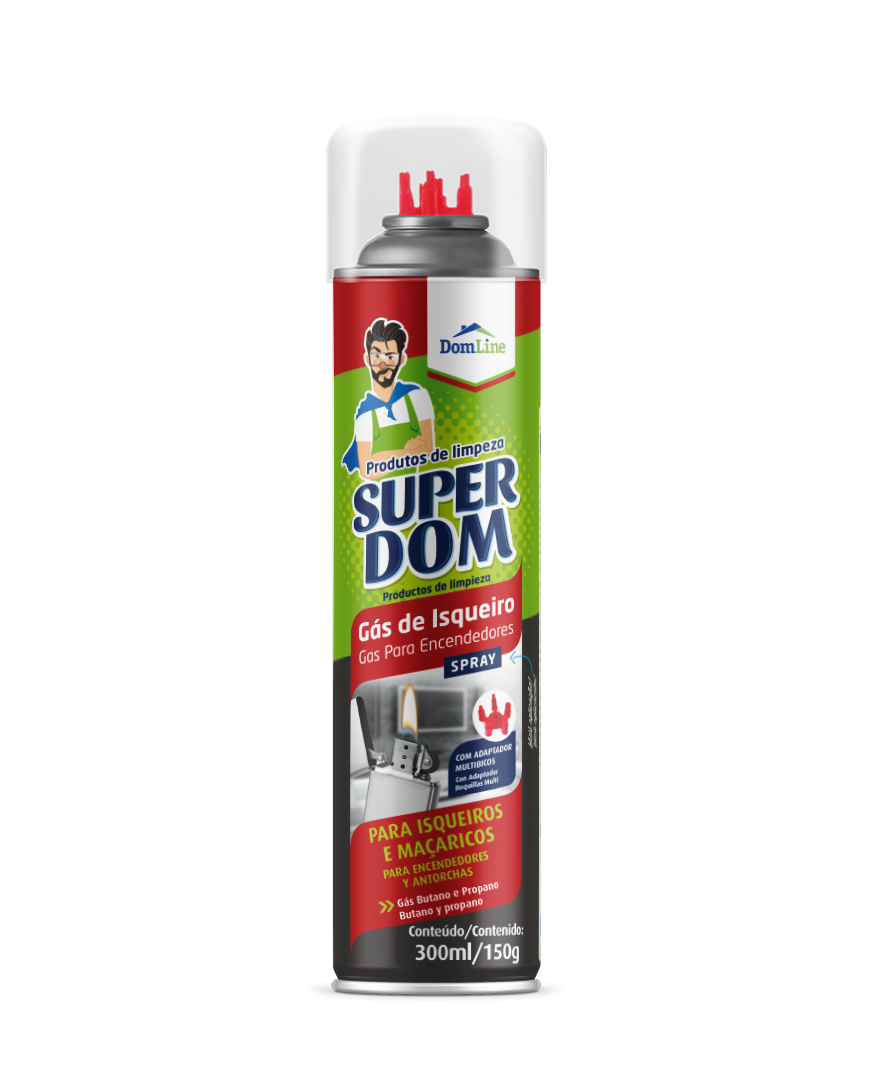 DomLine
Produtos de limpeza
SUPER
DOM
Productos de limpieza
Gás de Isqueiro
Gas Para Encendedores
SPRAY
COM ADAPTADOR
MULTIBICOS
Con Adaptador
Boquillas Multi
PARA ISQUEIROS
E MAÇARICOS
PARA ENCENDEDORES
Y ANTORCHAS
Gás Butano e Propano
Butano y propano
Conteúdo/Contenido:
300ml/150g